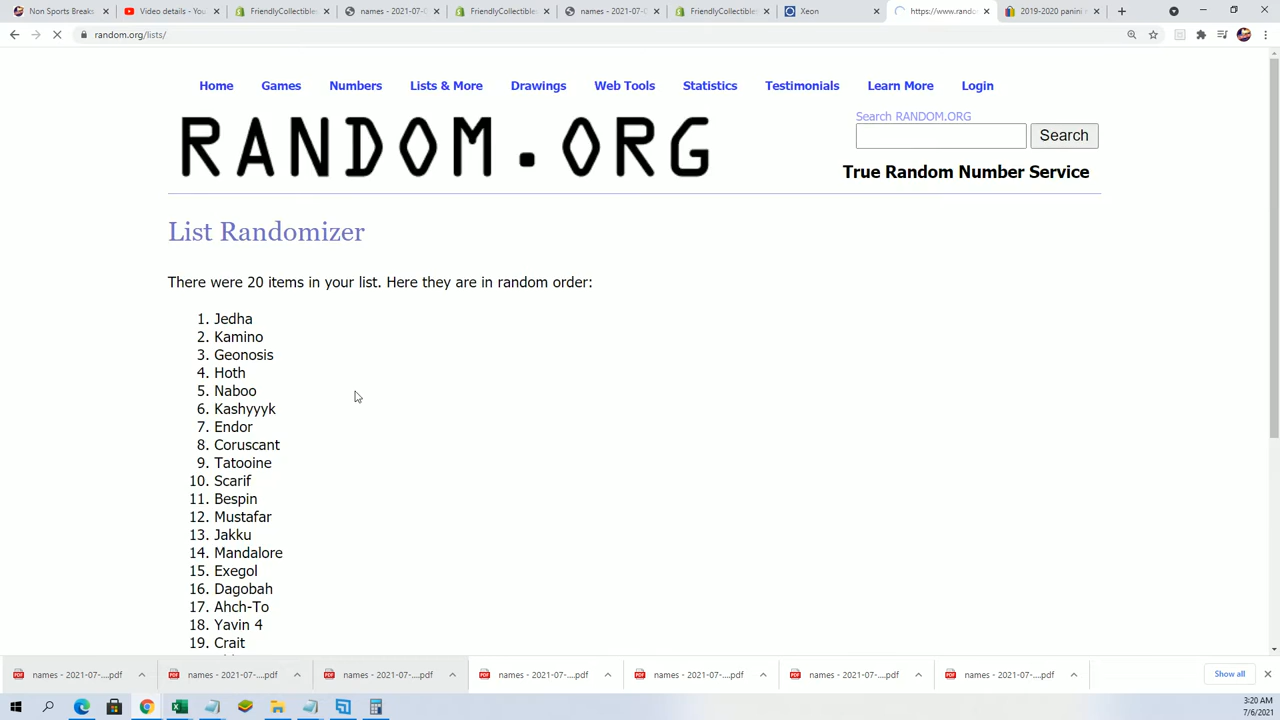 Non Sports Breaks
Video details - You
FriendlyCollectibles
names - 2021-07-0
FriendlyCollectibles
names - 2021-07-0
FriendlyCollectibles
Xeon
https://www.rando
2019-2020 panini
random.org/lists/
Home Games Numbers Lists & More Drawings Web Tools Statistics Testimonials Learn More Login
RANDOM.ORG
Search RANDOM.ORG
Search
True Random Number Service
List Randomizer
There were 20 items in your list. Here they are in random order:
1. Jedha
2. Kamino
3. Geonosis
4. Hoth
5. Naboo
6. Kashyyyk
7. Endor
8. Coruscant
9. Tatooine
10. Scarif
11. Bespin
12. Mustafar
13. Jakku
14. Mandalore
15. Exegol
16. Dagobah
17. Ahch-To
18. Yavin 4
19. Crait
names - 2021-07-....pdf
names - 2021-07-....pdf
names - 2021-07-....pdf
names - 2021-07-....pdf
names - 2021-07-....pdf
names - 2021-07-....pdf
names - 2021-07-....pdf
Show all
3:20 AM
7/6/2021